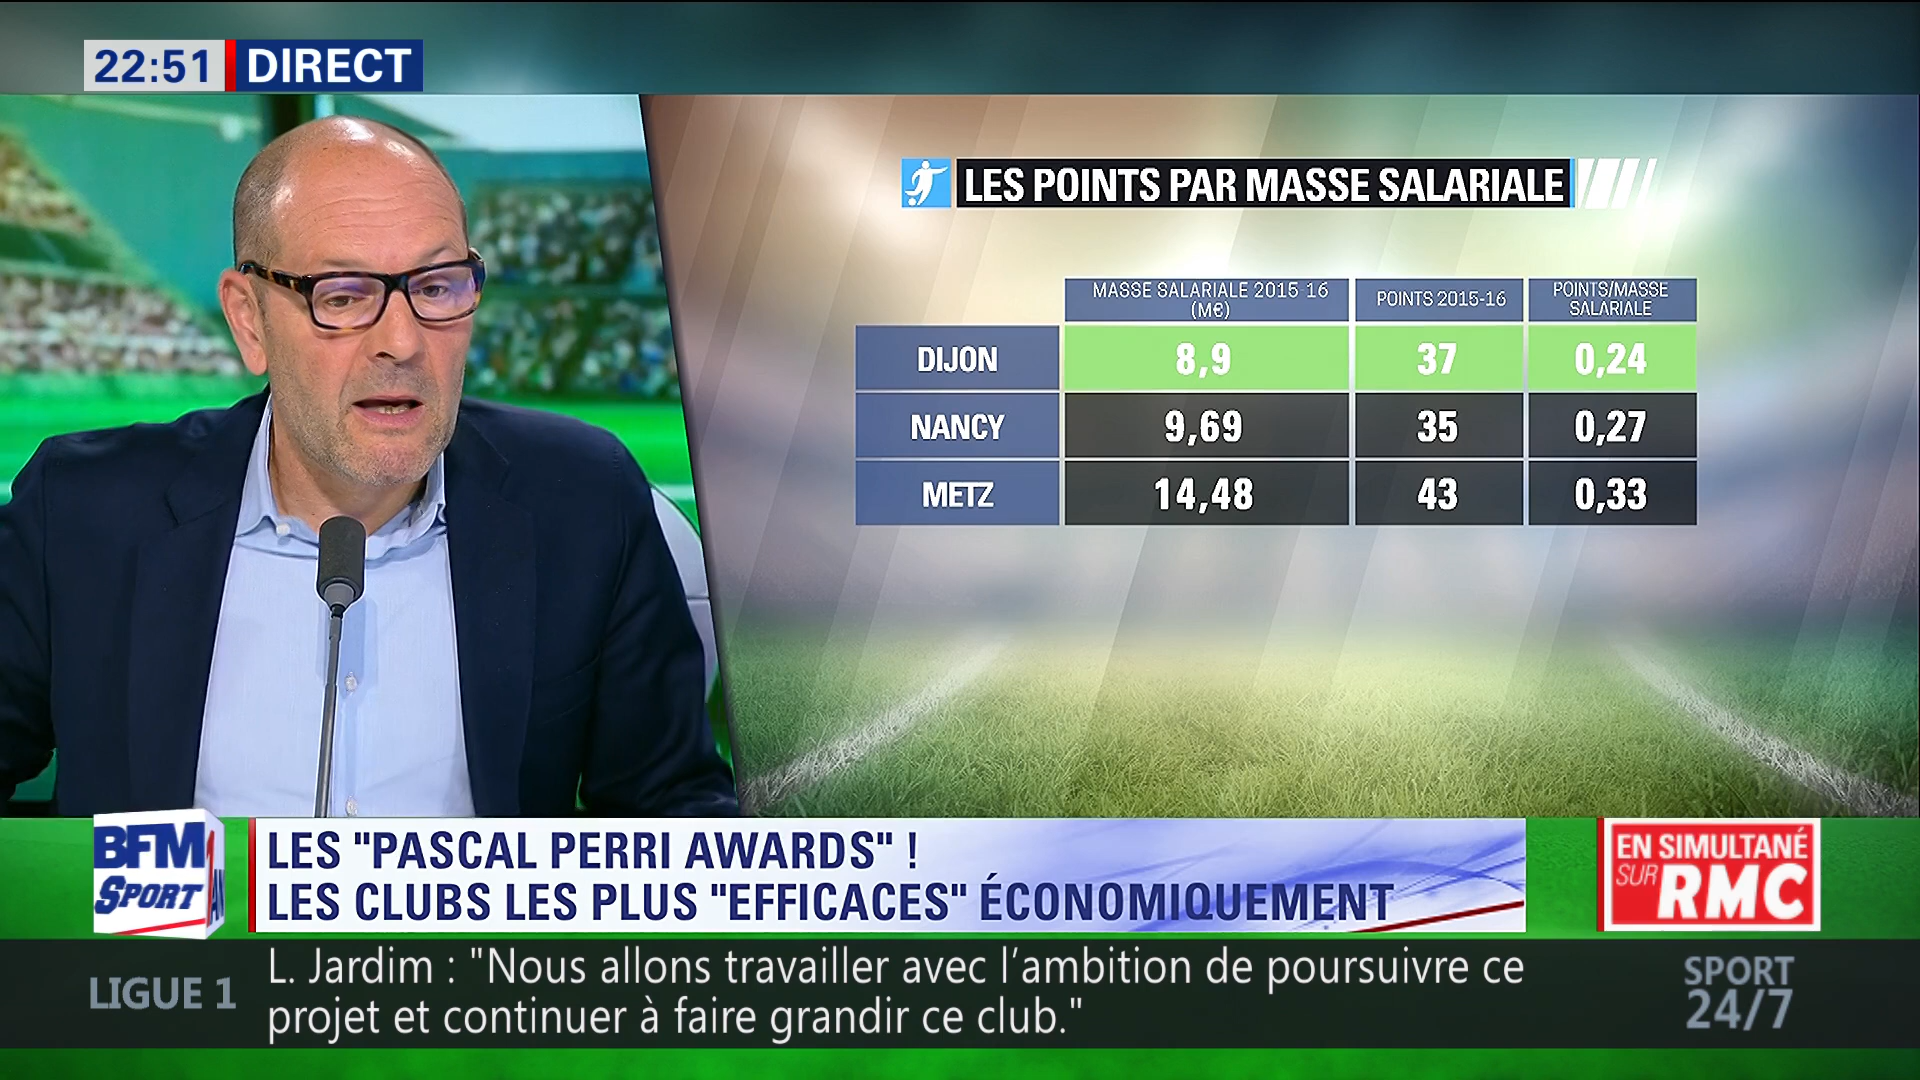 22:51 DIRECT
LES POINTS PAR MASSE SALARIALE
MASSE SALARIALE 2015 16 (M€)
POINTS 2015-16
POINTS/MASSE SALARIALE
DIJON 8,9 37 0,24
NANCY 9,69 35 0,27
METZ 14,48 43 0,33
BFM SPORT
LES "PASCAL PERRI AWARDS" !
LES CLUBS LES PLUS "EFFICACES" ÉCONOMIQUEMENT
EN SIMULTANÉ
SUR RMC
LIGUE 1
L. Jardim : "Nous allons travailler avec l’ambition de poursuivre ce
projet et continuer à faire grandir ce club."
SPORT
24/7